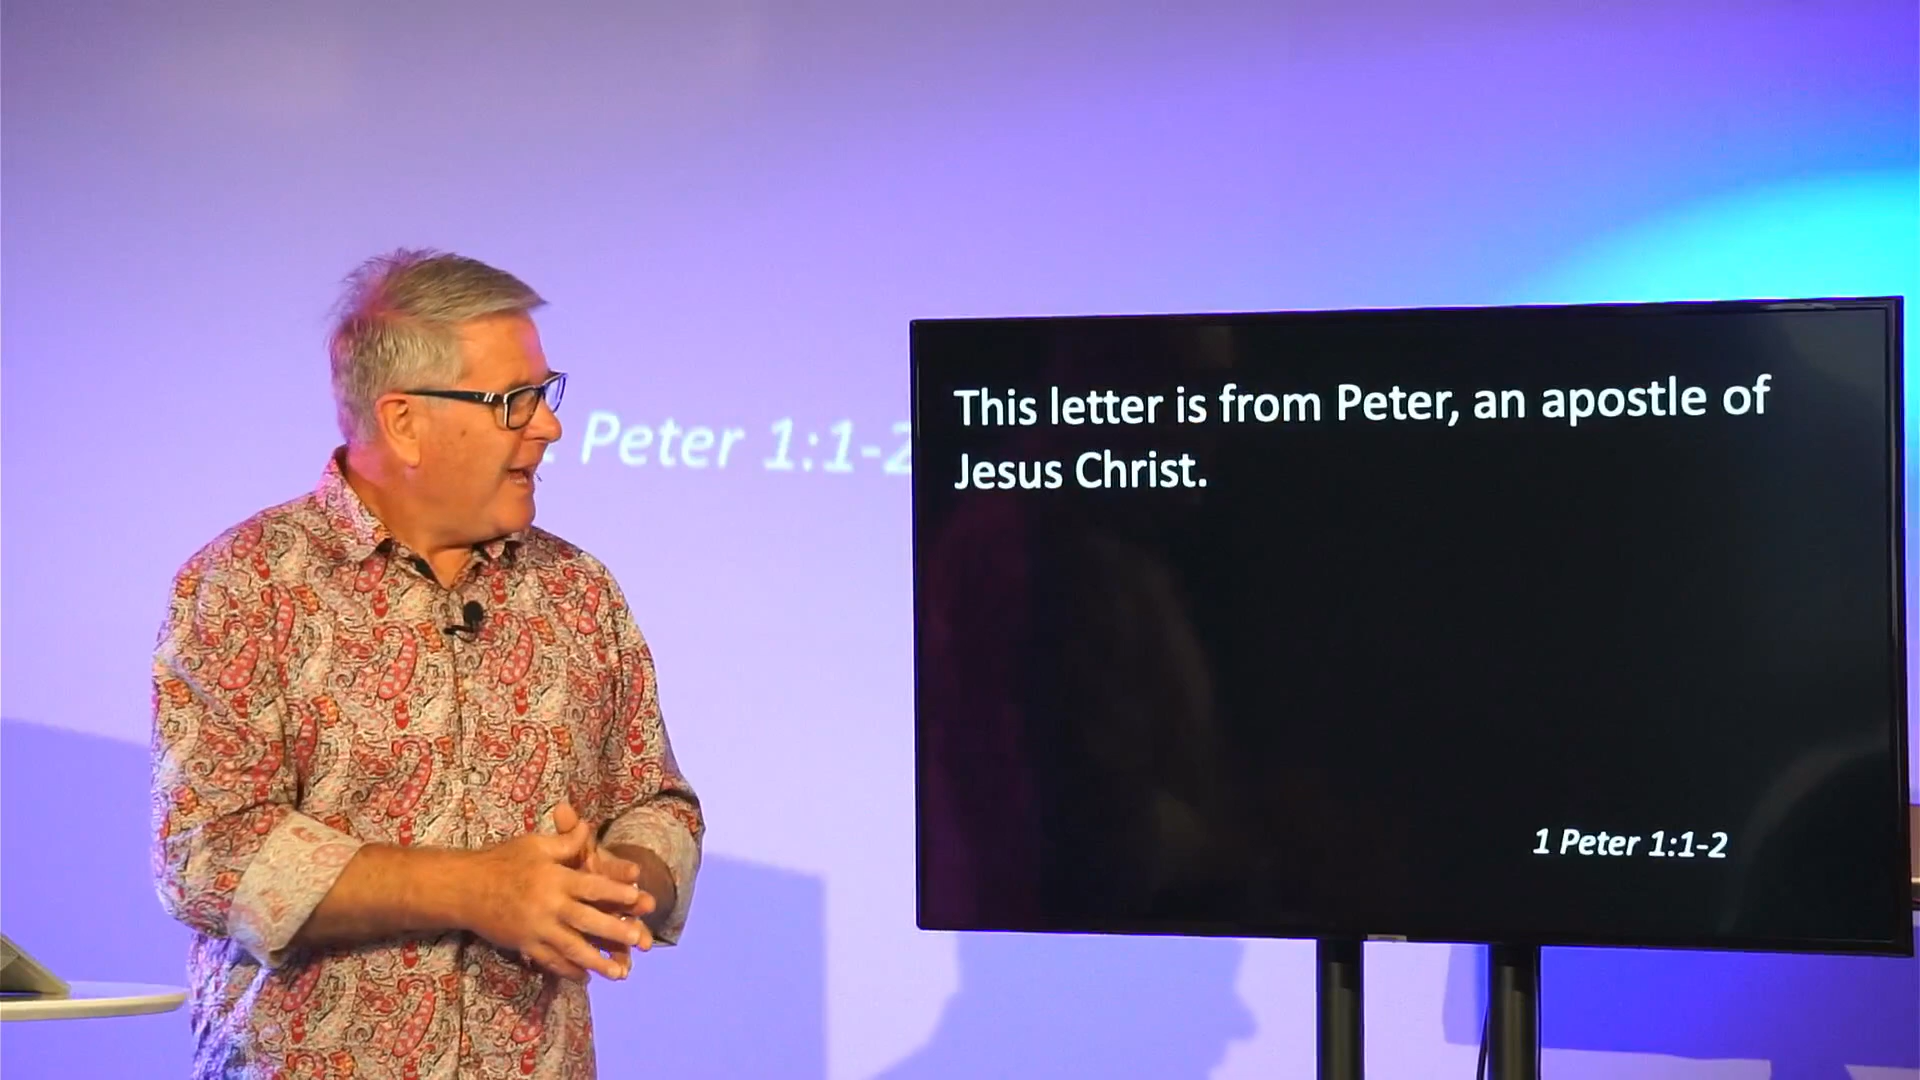 Peter 1:1-2
This letter is from Peter, an apostle of
Jesus Christ.
1 Peter 1:1-2